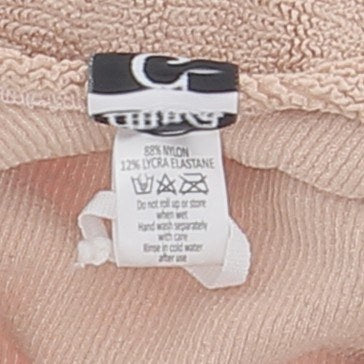 88% NYLON
12% LYCRA ELASTANE
Do not roll up or store
when wet
Hand wash separately
with care
Rinse in cold water
after use